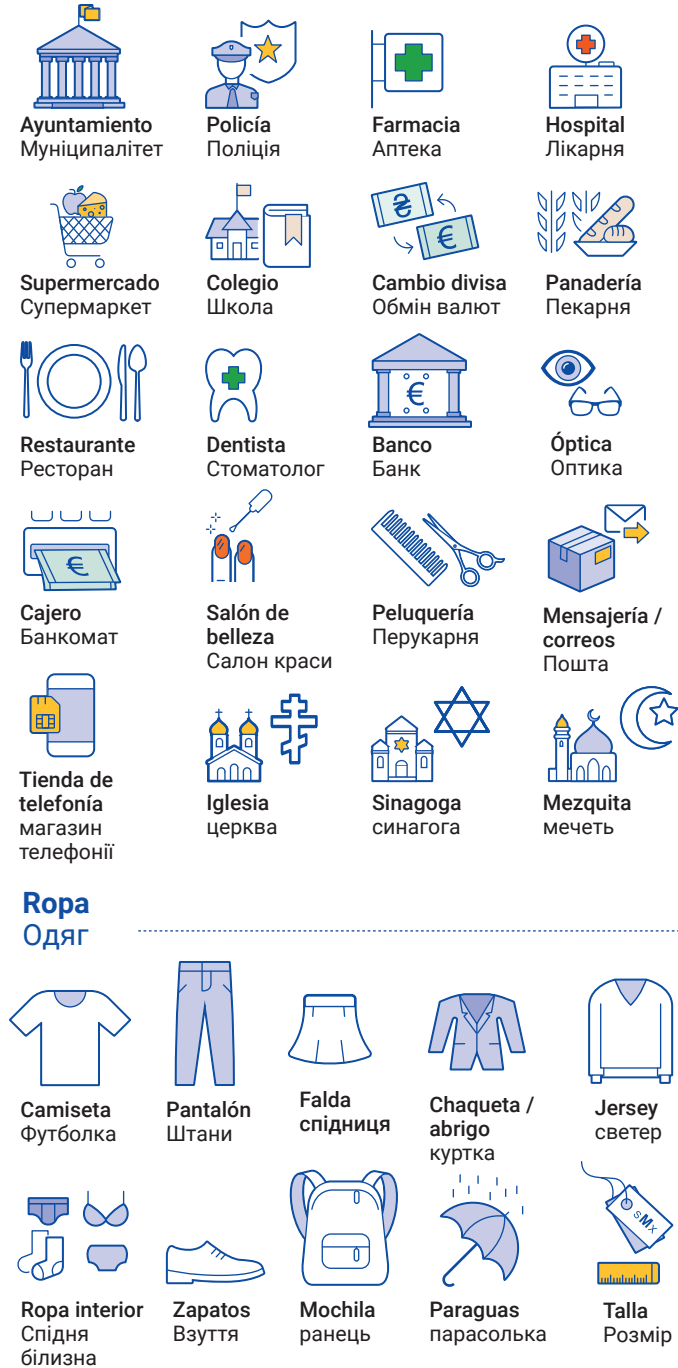 Ayuntamiento
Муніципалітет
Policía
Поліція
Farmacia
Аптека
Hospital
Лікарня
Supermercado
Супермаркет
Colegio
Школа
Cambio divisa
Обмін валют
Panadería
Пекарня
Restaurante
Ресторан
Dentista
Стоматолог
€
Banco
Банк
Óptica
Оптика
€
Cajero
Банкомат
Salón de
belleza
Салон краси
Peluquería
Перукарня
Mensajería /
correos
Пошта
Tienda de
telefonía
магазин
телефонії
Iglesia
церква
Sinagoga
синагога
Mezquita
мечеть
Ropa
Одяг
Camiseta
Футболка
Pantalón
Штани
Falda
спідниця
Chaqueta /
abrigo
куртка
Jersey
светер
Ropa interior
Спідня
білизна
Zapatos
Взуття
Mochila
ранець
Paraguas
парасолька
sMx
Talla
Розмір